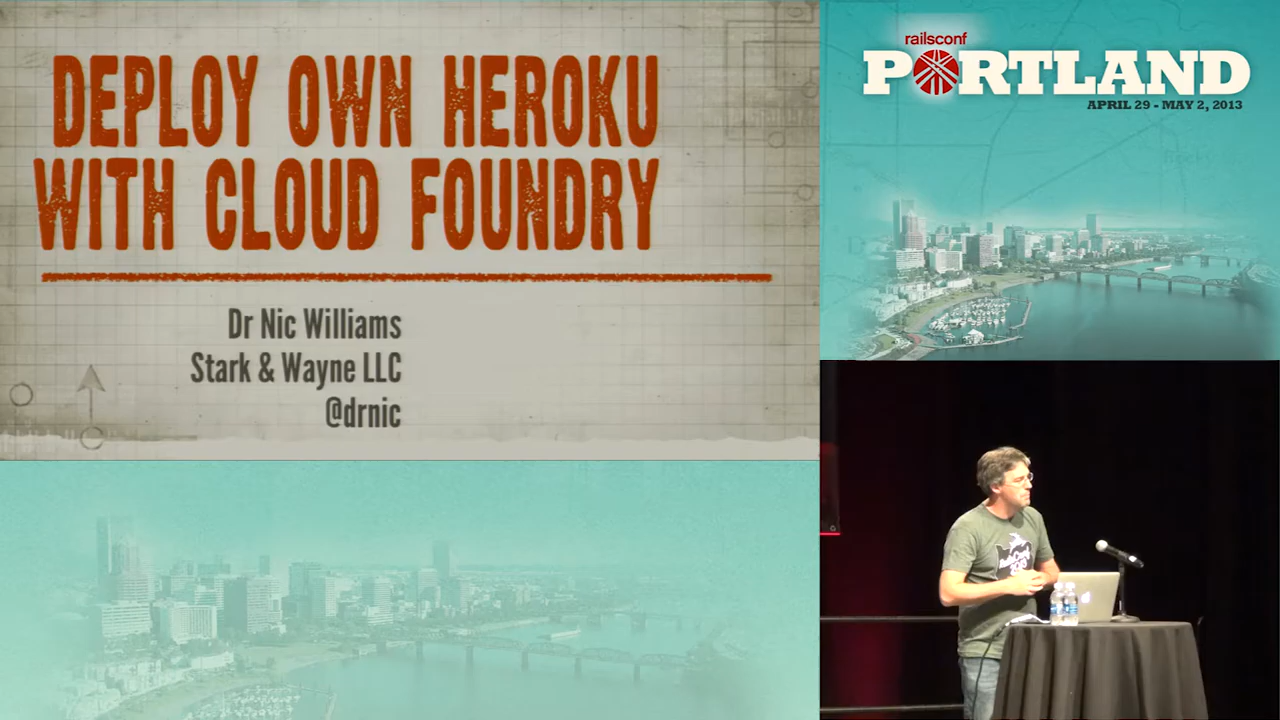 DEPLOY OWN HEROKU
WITH CLOUD FOUNDRY
Dr Nic Williams
Stark & Wayne LLC
@drnic
railsconf
PORTLAND
APRIL 29 - MAY 2, 2013